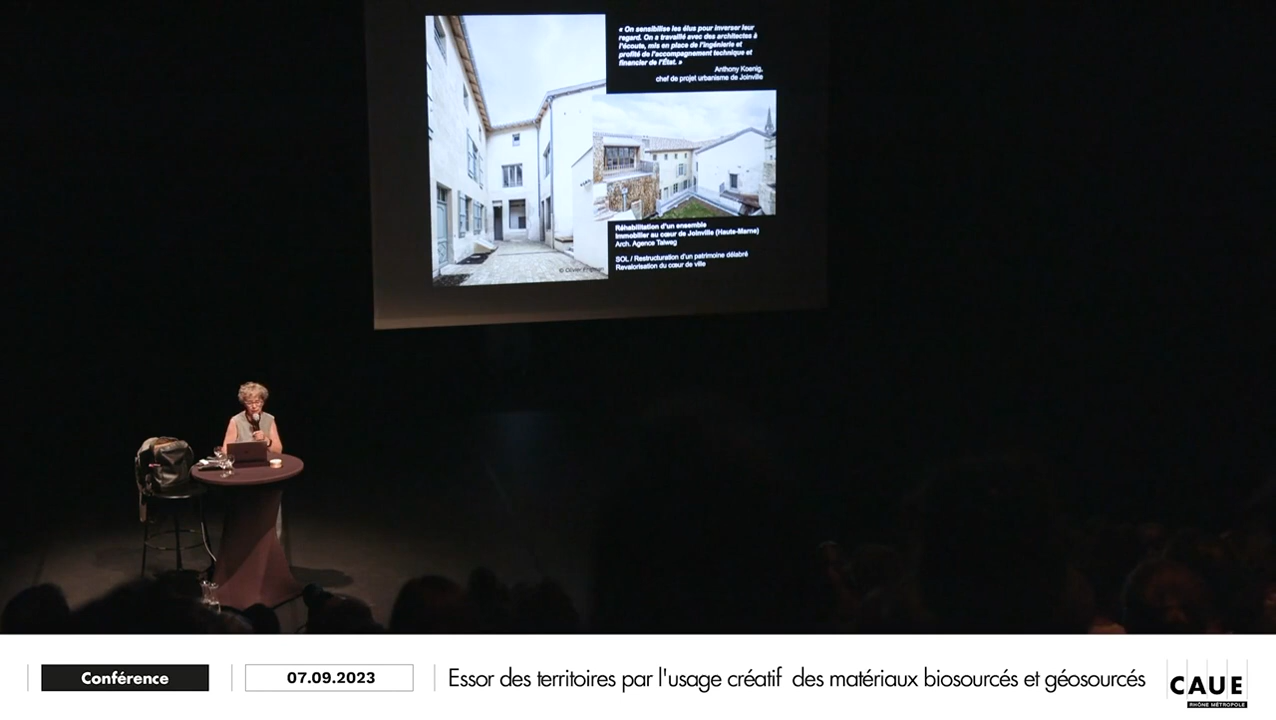 « On sensibilise les élus pour inverser leur
regard. On a travaillé avec des architectes à
l'écoute, mis en place de l'ingénierie et
profité de l'accompagnement technique et
financier de l'État. »
Anthony Koenig,
chef de projet urbanisme de Joinville
Réhabilitation d'un ensemble
Immobilier au cœur de Joinville (Haute-Marne)
Arch. Agence Talweg
SOL / Restructuration d'un patrimoine délabré
Revalorisation du cœur de ville
Conférence
07.09.2023
Essor des territoires par l'usage créatif des matériaux biosourcés et géosourcés
CAUE
RHÔNE MÉTROPOLE